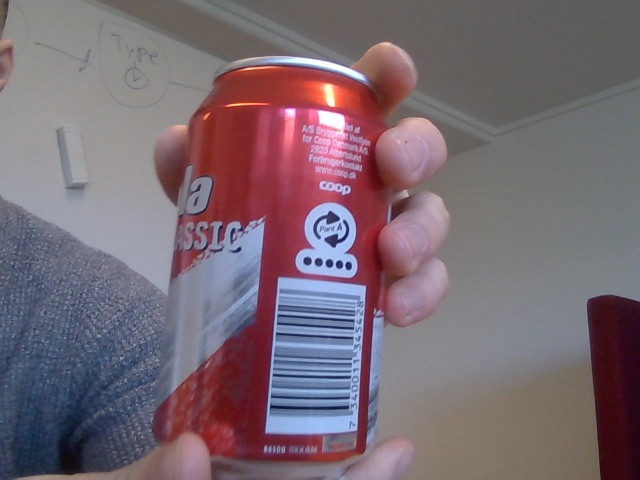 Type
la
ASSIC
A/S Bryggeriet Vestfyen
for Coop Danmark A/S,
2620 Albertslund
Forbrugerkontakt
www.coop.dk
coop
Pant A
7 340011 345428